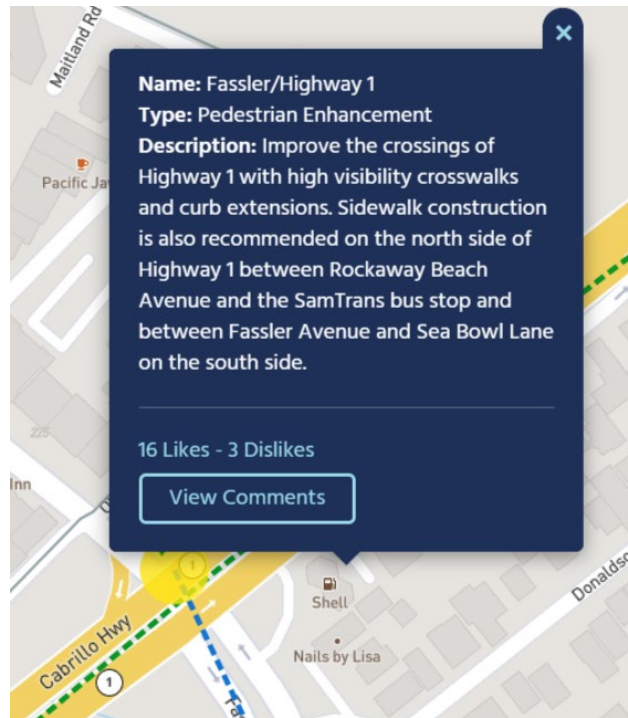 Maitland Rd
×
Name: Fassler/Highway 1
Type: Pedestrian Enhancement
Description: Improve the crossings of
Highway 1 with high visibility crosswalks
and curb extensions. Sidewalk construction
is also recommended on the north side of
Highway 1 between Rockaway Beach
Avenue and the SamTrans bus stop and
between Fassler Avenue and Sea Bowl Lane
on the south side.
16 Likes - 3 Dislikes
View Comments
Pacific Ja
225
Inn
1
Shell
Donaldso
Nails by Lisa
Cabrillo Hwy
1
Fas